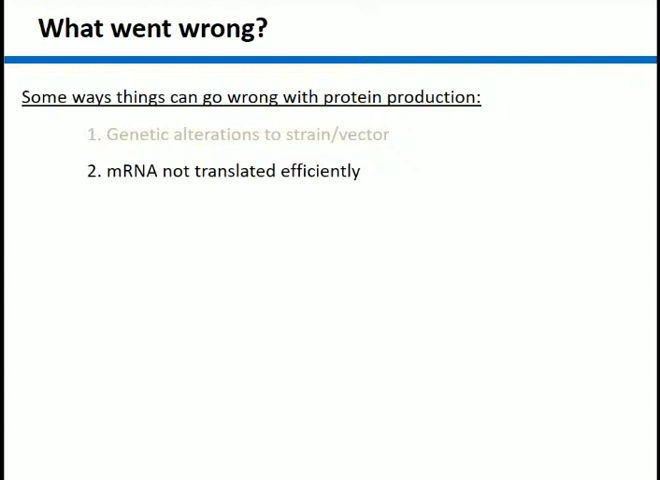 What went wrong?
Some ways things can go wrong with protein production:
1. Genetic alterations to strain/vector
2. mRNA not translated efficiently